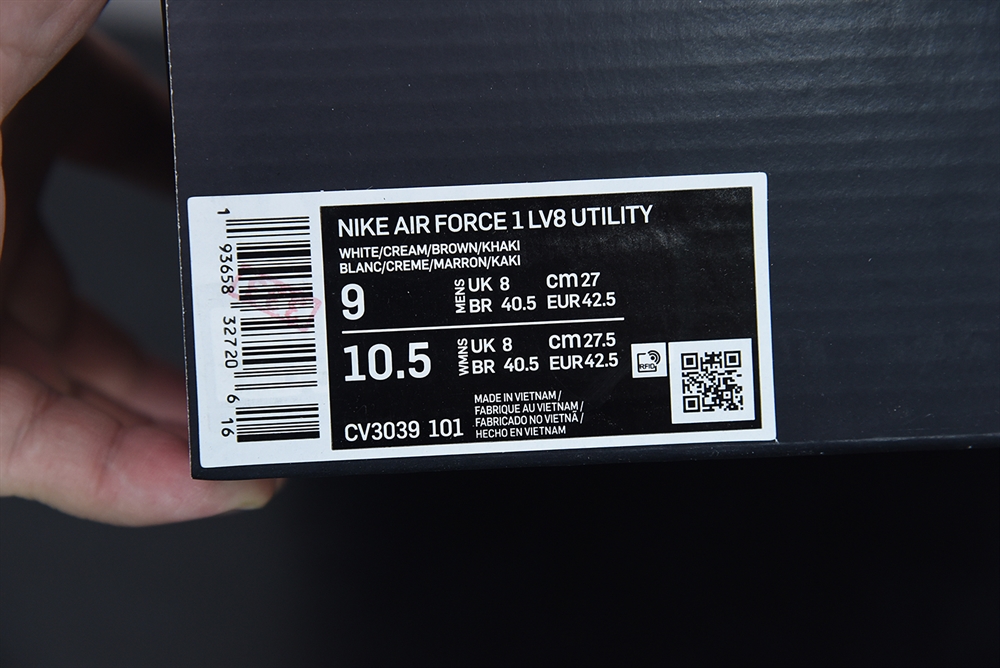 NIKE AIR FORCE 1 LV8 UTILITY
WHITE/CREAM/BROWN/KHAKI
BLANC/CREME/MARRON/KAKI
9 MENS UK 8 cm 27
BR 40.5 EUR 42.5
10.5 WMNS UK 8 cm 27.5
BR 40.5 EUR 42.5
RFID
MADE IN VIETNAM /
FABRIQUE AU VIETNAM /
FABRICADO NO VIETNÃ /
HECHO EN VIETNAM
CV3039 101
1 93658 32720 6 16